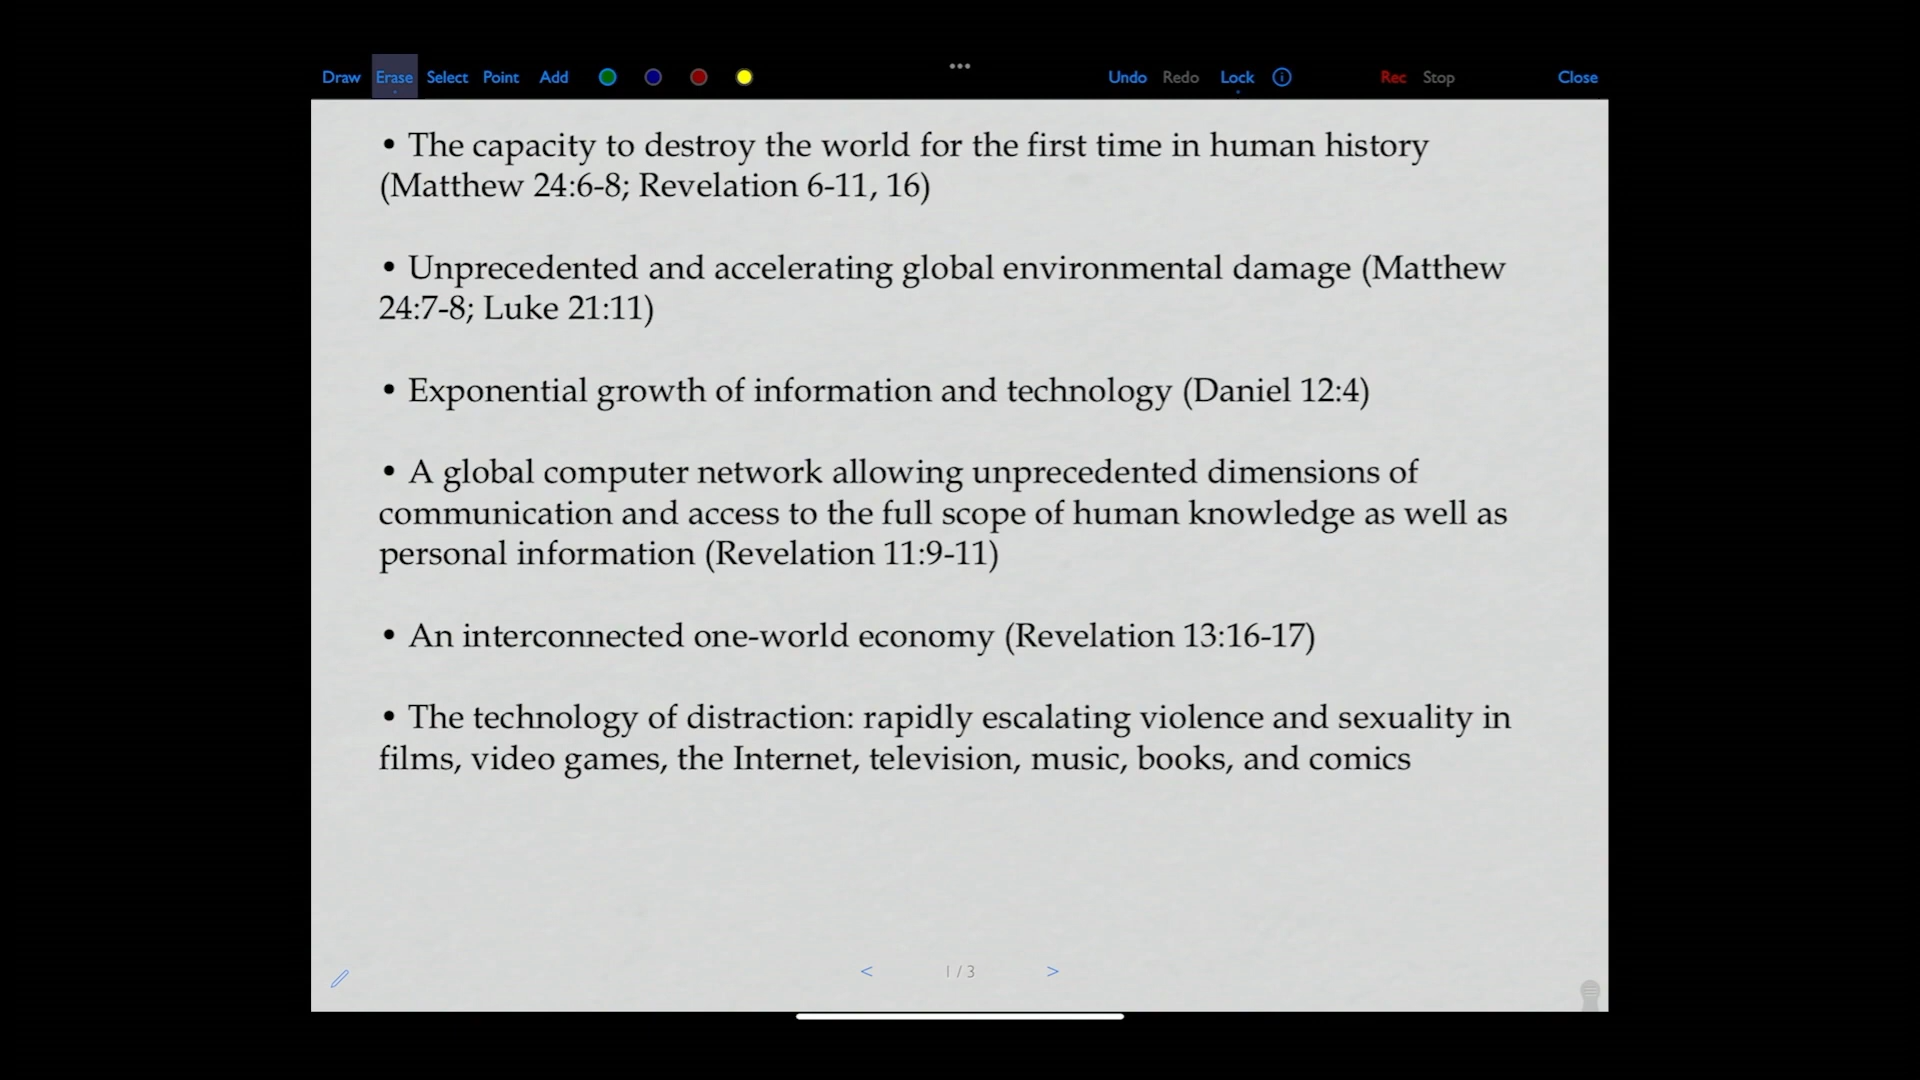 Draw Erase Select Point Add Undo Redo Lock Rec Stop Close
• The capacity to destroy the world for the first time in human history
(Matthew 24:6-8; Revelation 6-11, 16)
• Unprecedented and accelerating global environmental damage (Matthew
24:7-8; Luke 21:11)
• Exponential growth of information and technology (Daniel 12:4)
• A global computer network allowing unprecedented dimensions of
communication and access to the full scope of human knowledge as well as
personal information (Revelation 11:9-11)
• An interconnected one-world economy (Revelation 13:16-17)
• The technology of distraction: rapidly escalating violence and sexuality in
films, video games, the Internet, television, music, books, and comics
< 1 / 3 >